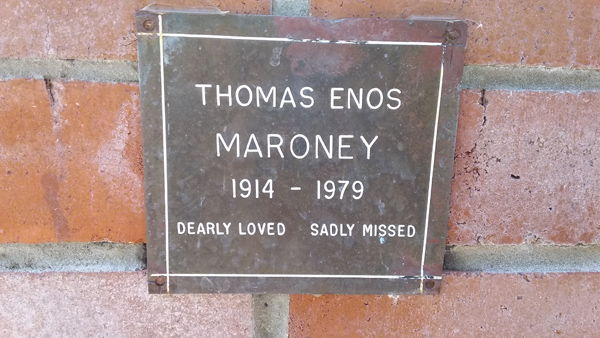 THOMAS ENOS
MARONEY
1914 - 1979
DEARLY LOVED SADLY MISSED